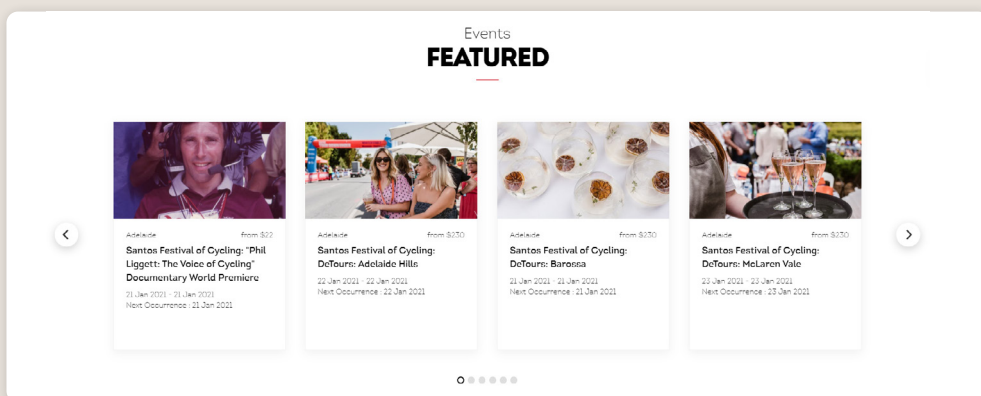 Events
FEATURED
Adelaide from $22
Santos Festival of Cycling: "Phil
Liggett: The Voice of Cycling"
Documentary World Premiere
21 Jan 2021 - 21 Jan 2021
Next Occurrence : 21 Jan 2021
Adelaide from $230
Santos Festival of Cycling:
DeTours: Adelaide Hills
22 Jan 2021 - 22 Jan 2021
Next Occurrence : 22 Jan 2021
Adelaide from $230
Santos Festival of Cycling:
DeTours: Barossa
21 Jan 2021 - 21 Jan 2021
Next Occurrence : 21 Jan 2021
Adelaide from $230
Santos Festival of Cycling:
DeTours: McLaren Vale
23 Jan 2021 - 23 Jan 2021
Next Occurrence : 23 Jan 2021